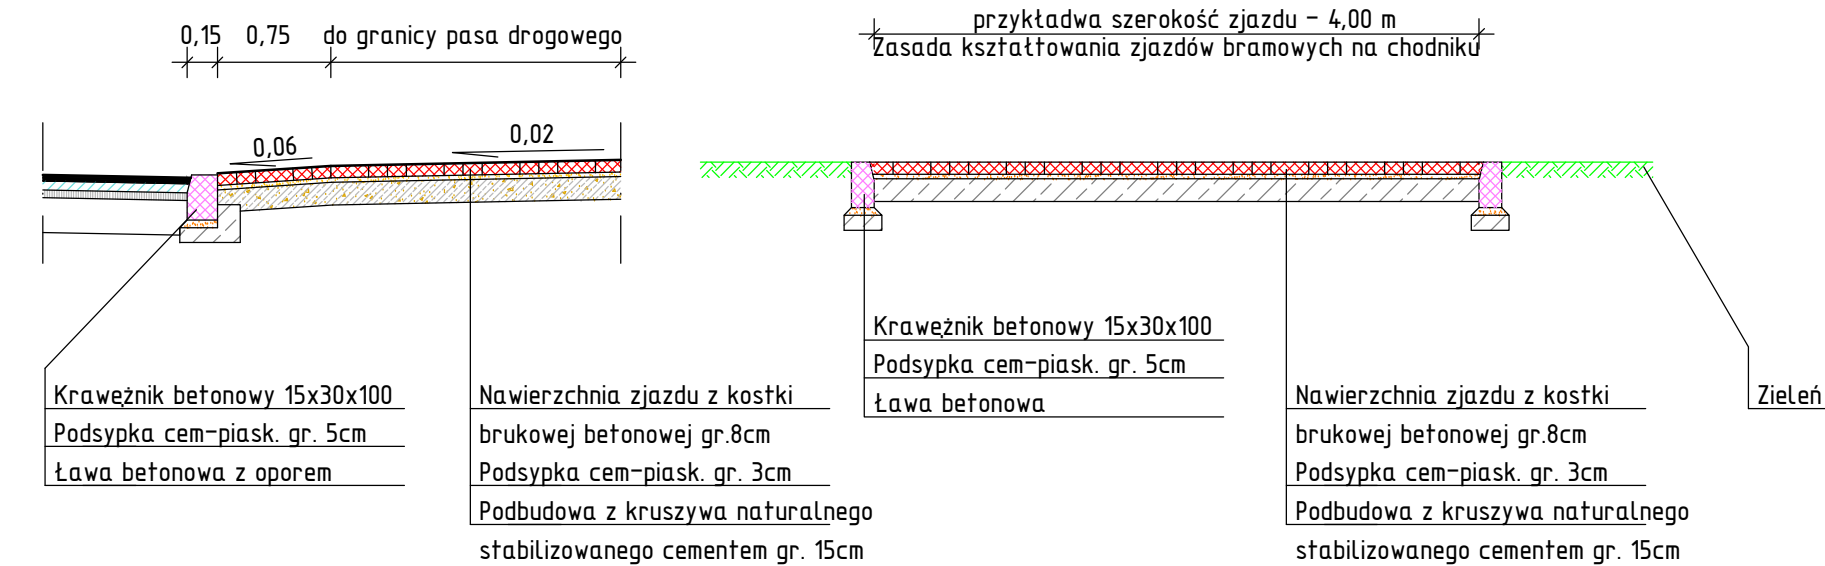 0,15 0,75 do granicy pasa drogowego
0,06
0,02
Krawężnik betonowy 15x30x100
Podsypka cem-piask. gr. 5cm
Ława betonowa z oporem
Nawierzchnia zjazdu z kostki
brukowej betonowej gr.8cm
Podsypka cem-piask. gr. 3cm
Podbudowa z kruszywa naturalnego
stabilizowanego cementem gr. 15cm
przykładwa szerokość zjazdu - 4,00 m
Zasada kształtowania zjazdów bramowych na chodniku
Krawężnik betonowy 15x30x100
Podsypka cem-piask. gr. 5cm
Ława betonowa
Nawierzchnia zjazdu z kostki
brukowej betonowej gr.8cm
Podsypka cem-piask. gr. 3cm
Podbudowa z kruszywa naturalnego
stabilizowanego cementem gr. 15cm
Zieleń